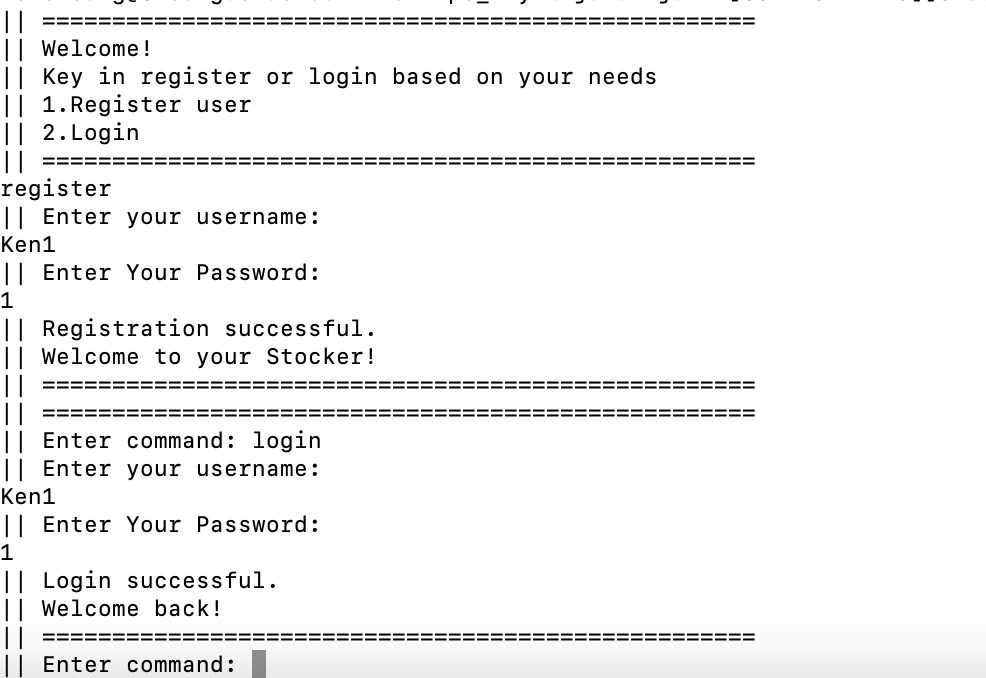 || ===================================================
|| Welcome!
|| Key in register or login based on your needs
|| 1.Register user
|| 2.Login
|| ===================================================
register
|| Enter your username:
Ken1
|| Enter Your Password:
1
|| Registration successful.
|| Welcome to your Stocker!
|| ===================================================
|| ===================================================
|| Enter command: login
|| Enter your username:
Ken1
|| Enter Your Password:
1
|| Login successful.
|| Welcome back!
|| ===================================================
|| Enter command: